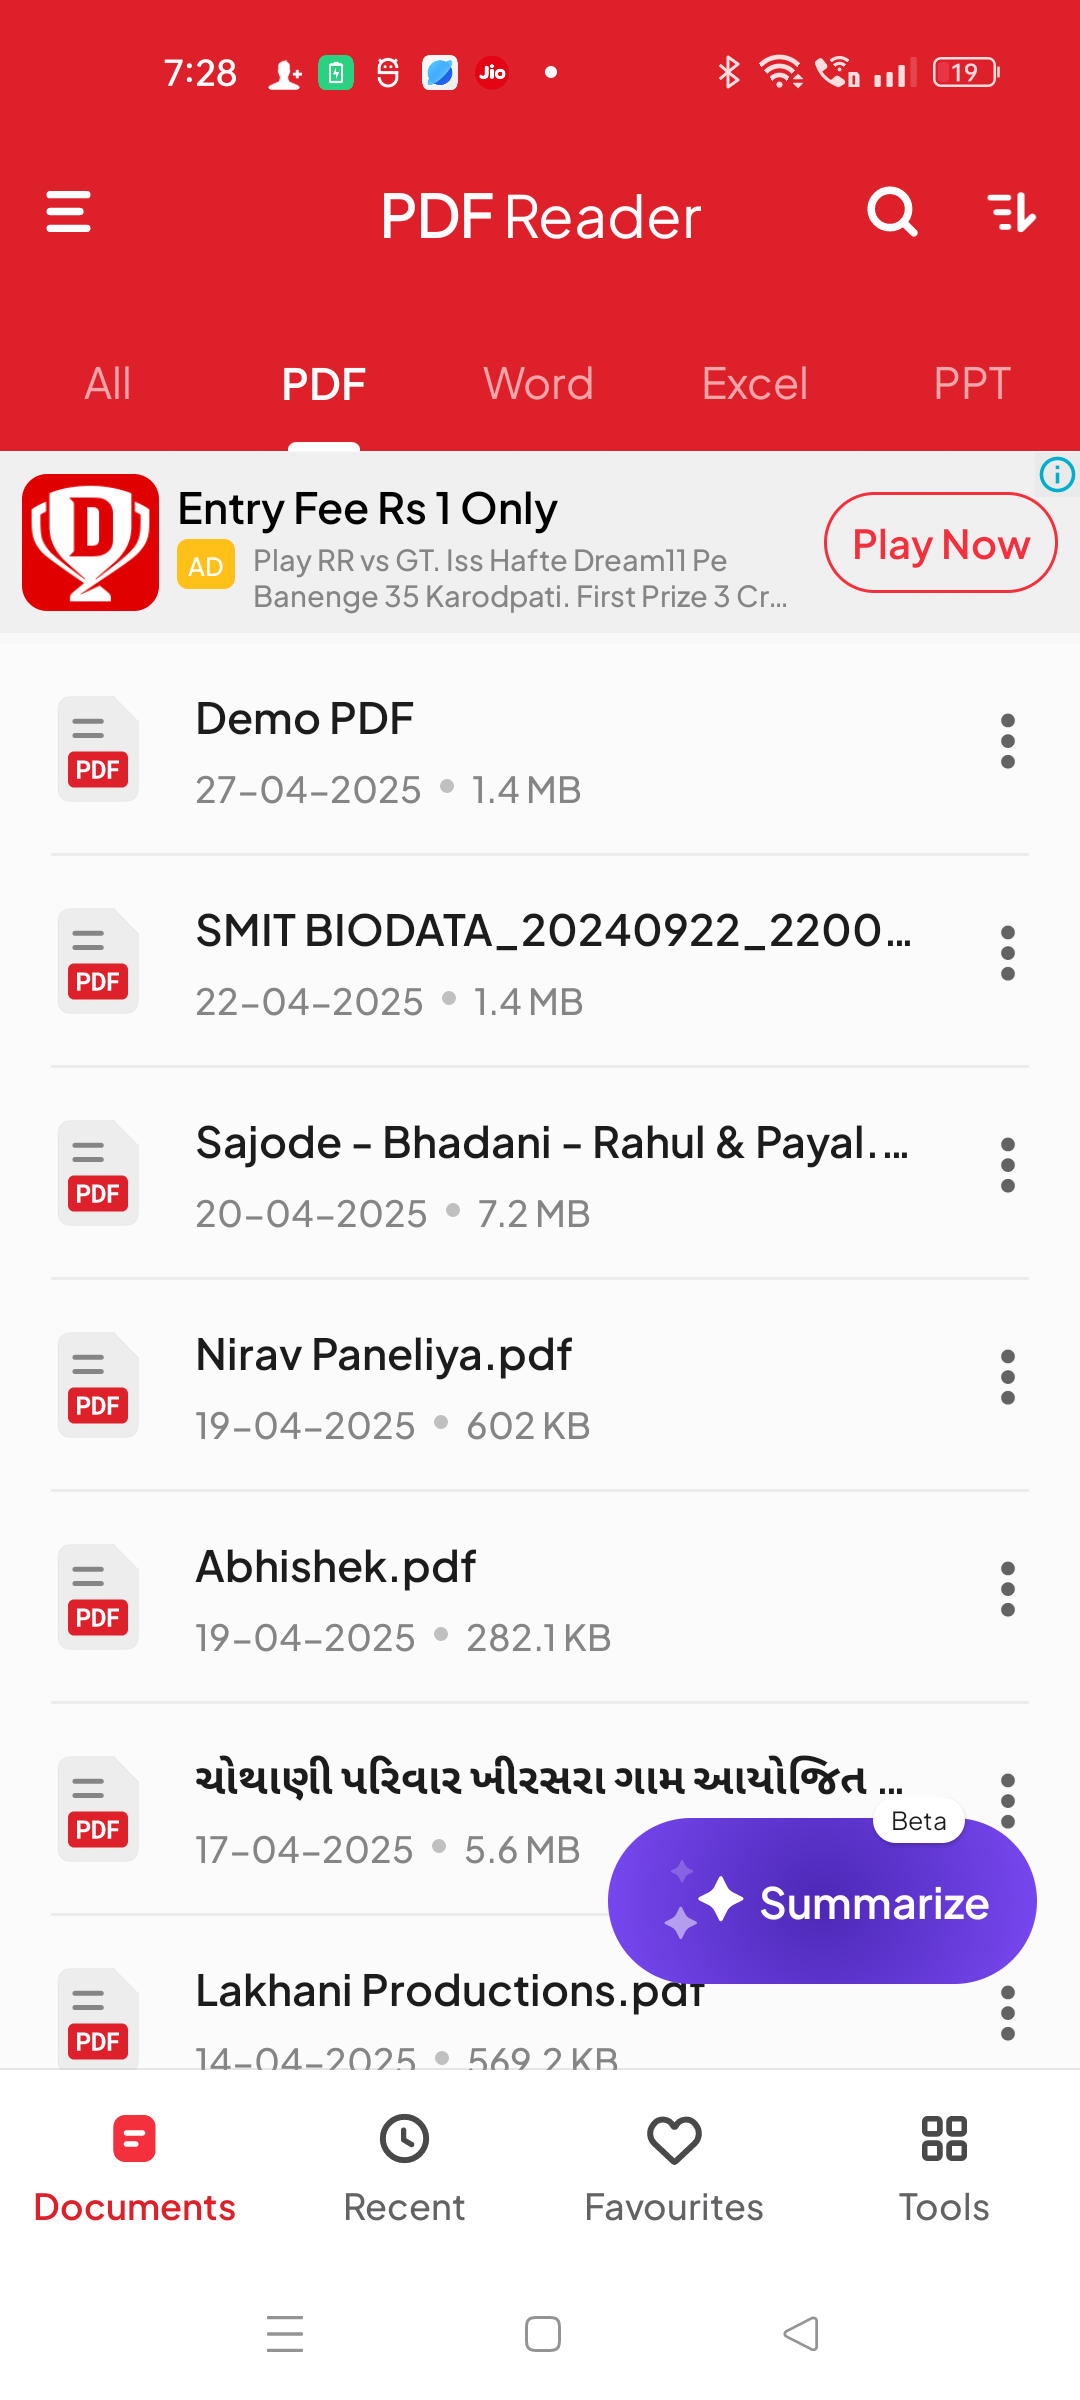 7:28
Jio
19
PDF Reader
All PDF Word Excel PPT
D
Entry Fee Rs 1 Only
AD Play RR vs GT. Iss Hafte Dream11 Pe
Banenge 35 Karodpati. First Prize 3 Cr...
Play Now
PDF
Demo PDF
27-04-2025 • 1.4 MB
PDF
SMIT BIODATA_20240922_2200...
22-04-2025 • 1.4 MB
PDF
Sajode - Bhadani - Rahul & Payal....
20-04-2025 • 7.2 MB
PDF
Nirav Paneliya.pdf
19-04-2025 • 602 KB
PDF
Abhishek.pdf
19-04-2025 • 282.1 KB
PDF
ચોથાણી પરિવાર ખીરસરા ગામ આયોજિત ...
17-04-2025 • 5.6 MB
Beta
Summarize
PDF
Lakhani Productions.pdf
14-04-2025 • 569.2 KB
Documents Recent Favourites Tools